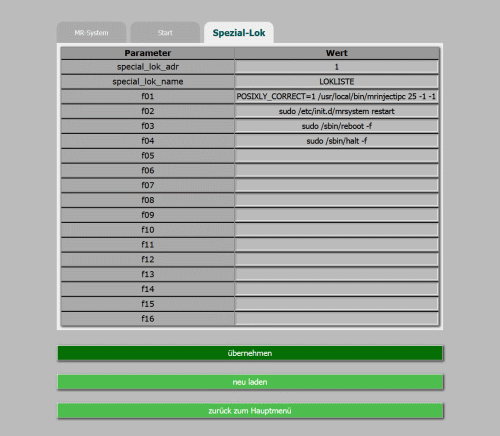 MR-System Start Spezial-Lok
Parameter Wert
special_lok_adr 1
special_lok_name LOKLISTE
f01 POSIXLY_CORRECT=1 /usr/local/bin/mrinjectipc 25 -1 -1
f02 sudo /etc/init.d/mrsystem restart
f03 sudo /sbin/reboot -f
f04 sudo /sbin/halt -f
f05
f06
f07
f08
f09
f10
f11
f12
f13
f14
f15
f16
übernehmen
neu laden
zurück zum Hauptmenü